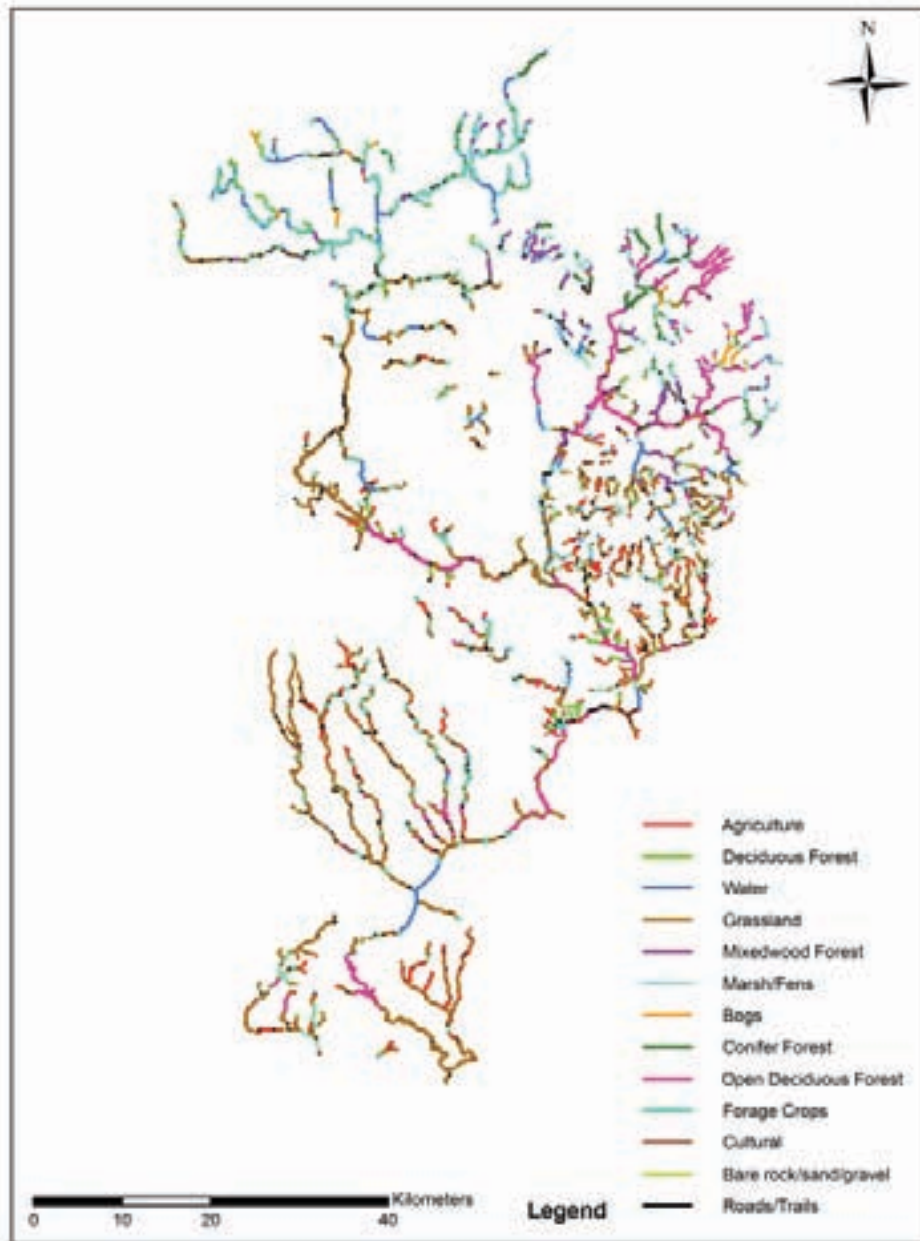 N
Agriculture
Deciduous Forest
Water
Grassland
Mixedwood Forest
Marsh/Fens
Bogs
Conifer Forest
Open Deciduous Forest
Forage Crops
Cultural
Bare rock/sand/gravel
Roads/Trails
Legend
Kilometers
0 10 20 40